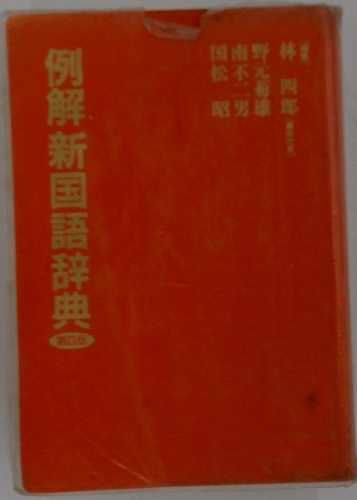 林 四郎
野元菊雄
南不二男
国松 昭
例解新国語辞典